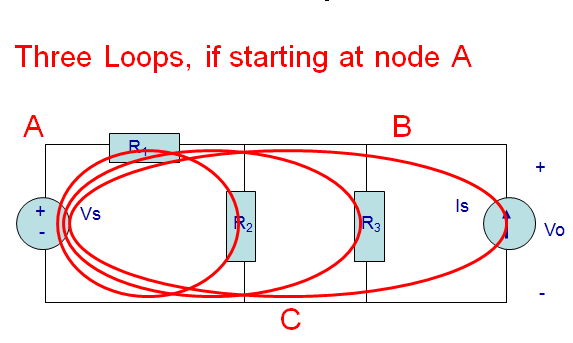 Three Loops, if starting at node A
A
B
R1
+
+
-
Vs
R2
R3
Is
Vo
-
C